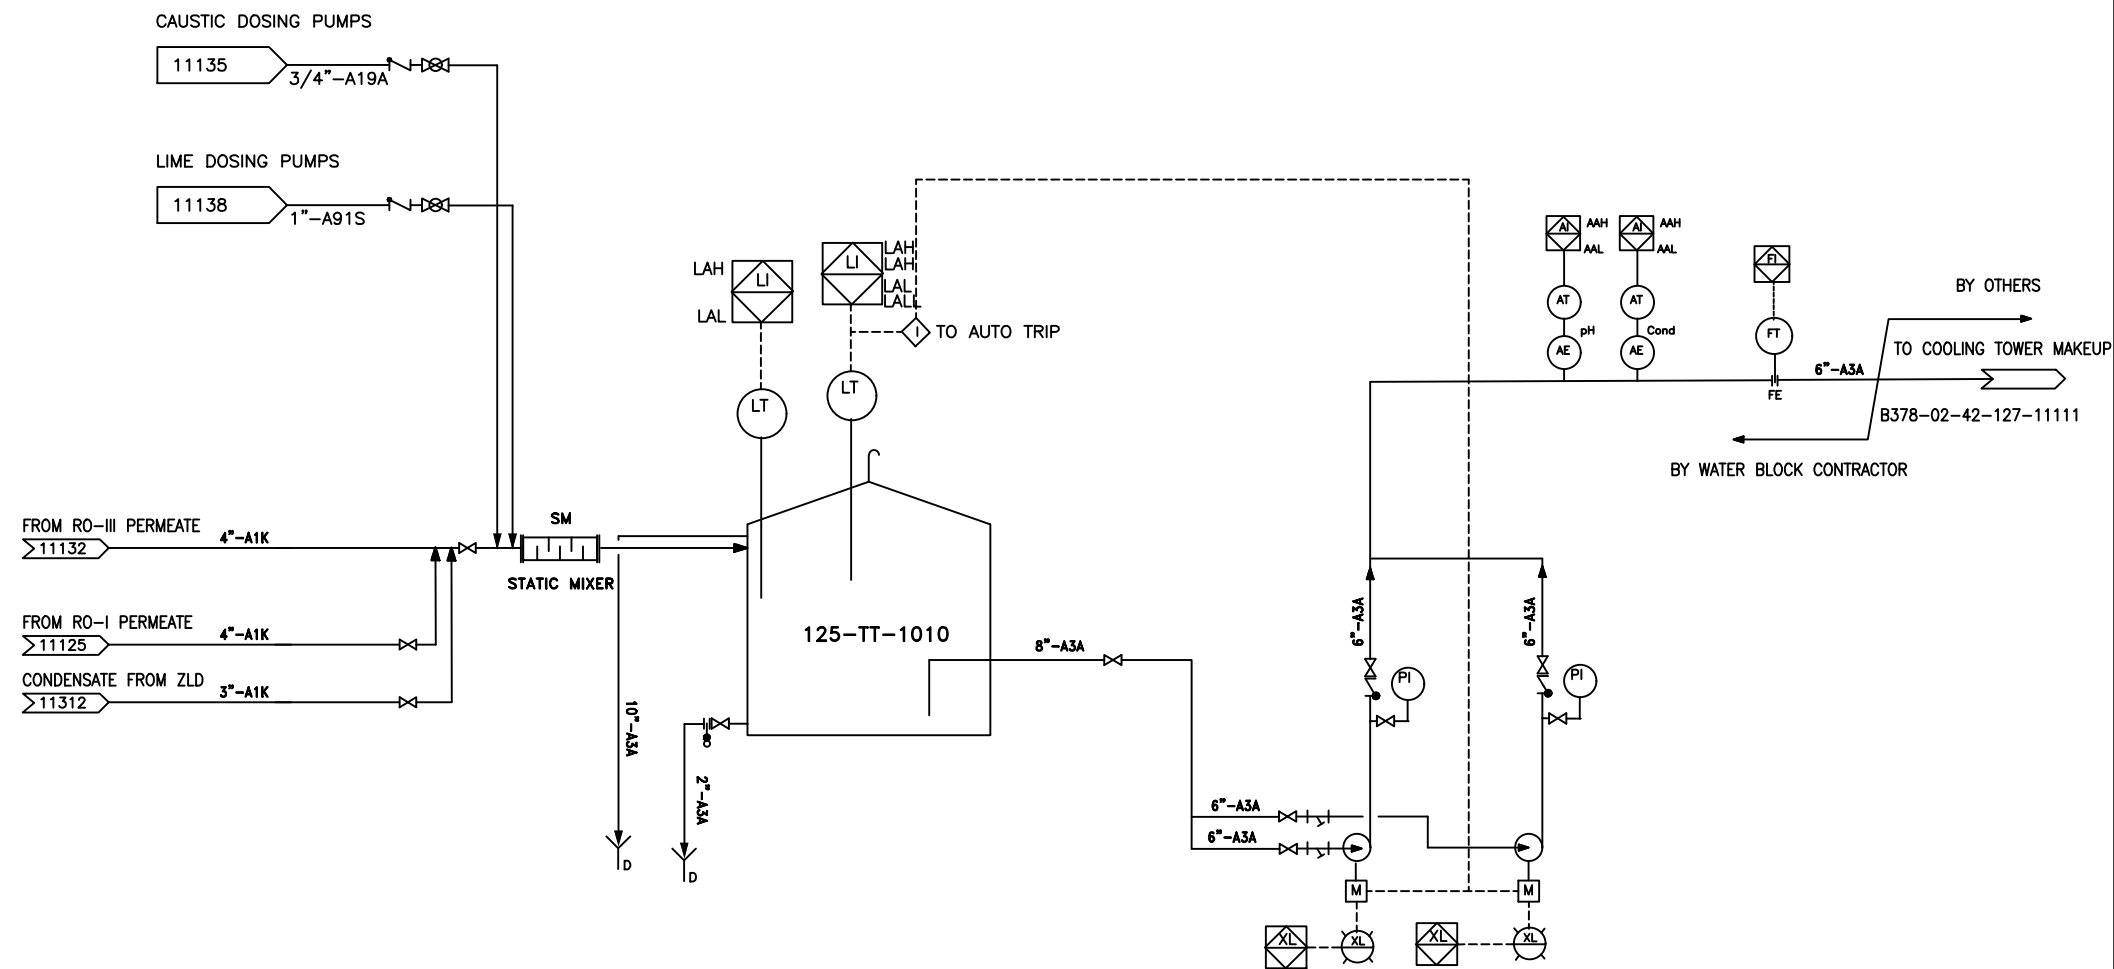 CAUSTIC DOSING PUMPS
11135
3/4"-A19A
LIME DOSING PUMPS
11138
1"-A91S
LAH
LI
LAL
LI
LAH
LAH
LAL
LALL
I
TO AUTO TRIP
LT
LT
AI
AAH
AAL
AI
AAH
AAL
AT
AT
pH
Cond
AE
AE
FI
FT
FE
BY OTHERS
TO COOLING TOWER MAKEUP
6"-A3A
B378-02-42-127-11111
BY WATER BLOCK CONTRACTOR
FROM RO-III PERMEATE
11132
4"-A1K
SM
STATIC MIXER
FROM RO-I PERMEATE
11125
4"-A1K
CONDENSATE FROM ZLD
11312
3"-A1K
125-TT-1010
8"-A3A
10"-A3A
2"-A3A
D
D
6"-A3A
6"-A3A
PI
PI
6"-A3A
6"-A3A
M
M
XL
XL
XL
XL